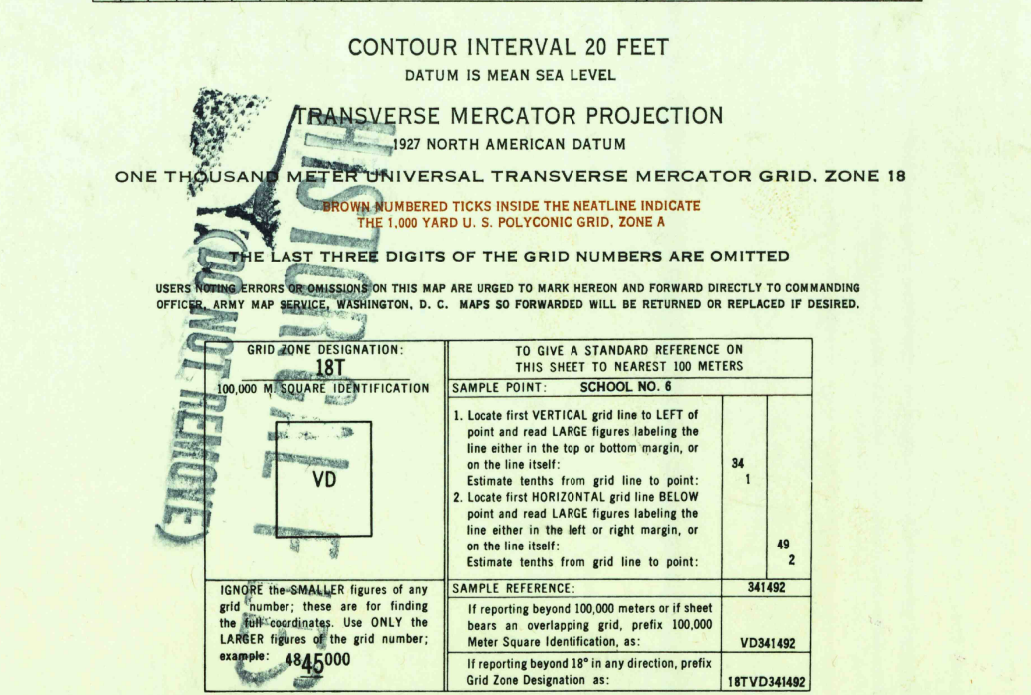 CONTOUR INTERVAL 20 FEET
DATUM IS MEAN SEA LEVEL
TRANSVERSE MERCATOR PROJECTION
1927 NORTH AMERICAN DATUM
ONE THOUSAND METER UNIVERSAL TRANSVERSE MERCATOR GRID, ZONE 18
BROWN NUMBERED TICKS INSIDE THE NEATLINE INDICATE
THE 1,000 YARD U. S. POLYCONIC GRID, ZONE A
THE LAST THREE DIGITS OF THE GRID NUMBERS ARE OMITTED
USERS NOTING ERRORS OR OMISSIONS ON THIS MAP ARE URGED TO MARK HEREON AND FORWARD DIRECTLY TO COMMANDING
OFFICER, ARMY MAP SERVICE, WASHINGTON, D. C. MAPS SO FORWARDED WILL BE RETURNED OR REPLACED IF DESIRED.
HISTORICAL F
(DO NOT REMOVE)
GRID ZONE DESIGNATION:
18T
100,000 M. SQUARE IDENTIFICATION
VD
IGNORE the SMALLER figures of any
grid number; these are for finding
the full coordinates. Use ONLY the
LARGER figures of the grid number;
example: 4845000
TO GIVE A STANDARD REFERENCE ON
THIS SHEET TO NEAREST 100 METERS
SAMPLE POINT: SCHOOL NO. 6
1. Locate first VERTICAL grid line to LEFT of
point and read LARGE figures labeling the
line either in the top or bottom margin, or
on the line itself: 34
Estimate tenths from grid line to point: 1
2. Locate first HORIZONTAL grid line BELOW
point and read LARGE figures labeling the
line either in the left or right margin, or
on the line itself: 49
Estimate tenths from grid line to point: 2
SAMPLE REFERENCE: 341492
If reporting beyond 100,000 meters or if sheet
bears an overlapping grid, prefix 100,000
Meter Square Identification, as: VD341492
If reporting beyond 18° in any direction, prefix
Grid Zone Designation as: 18TVD341492